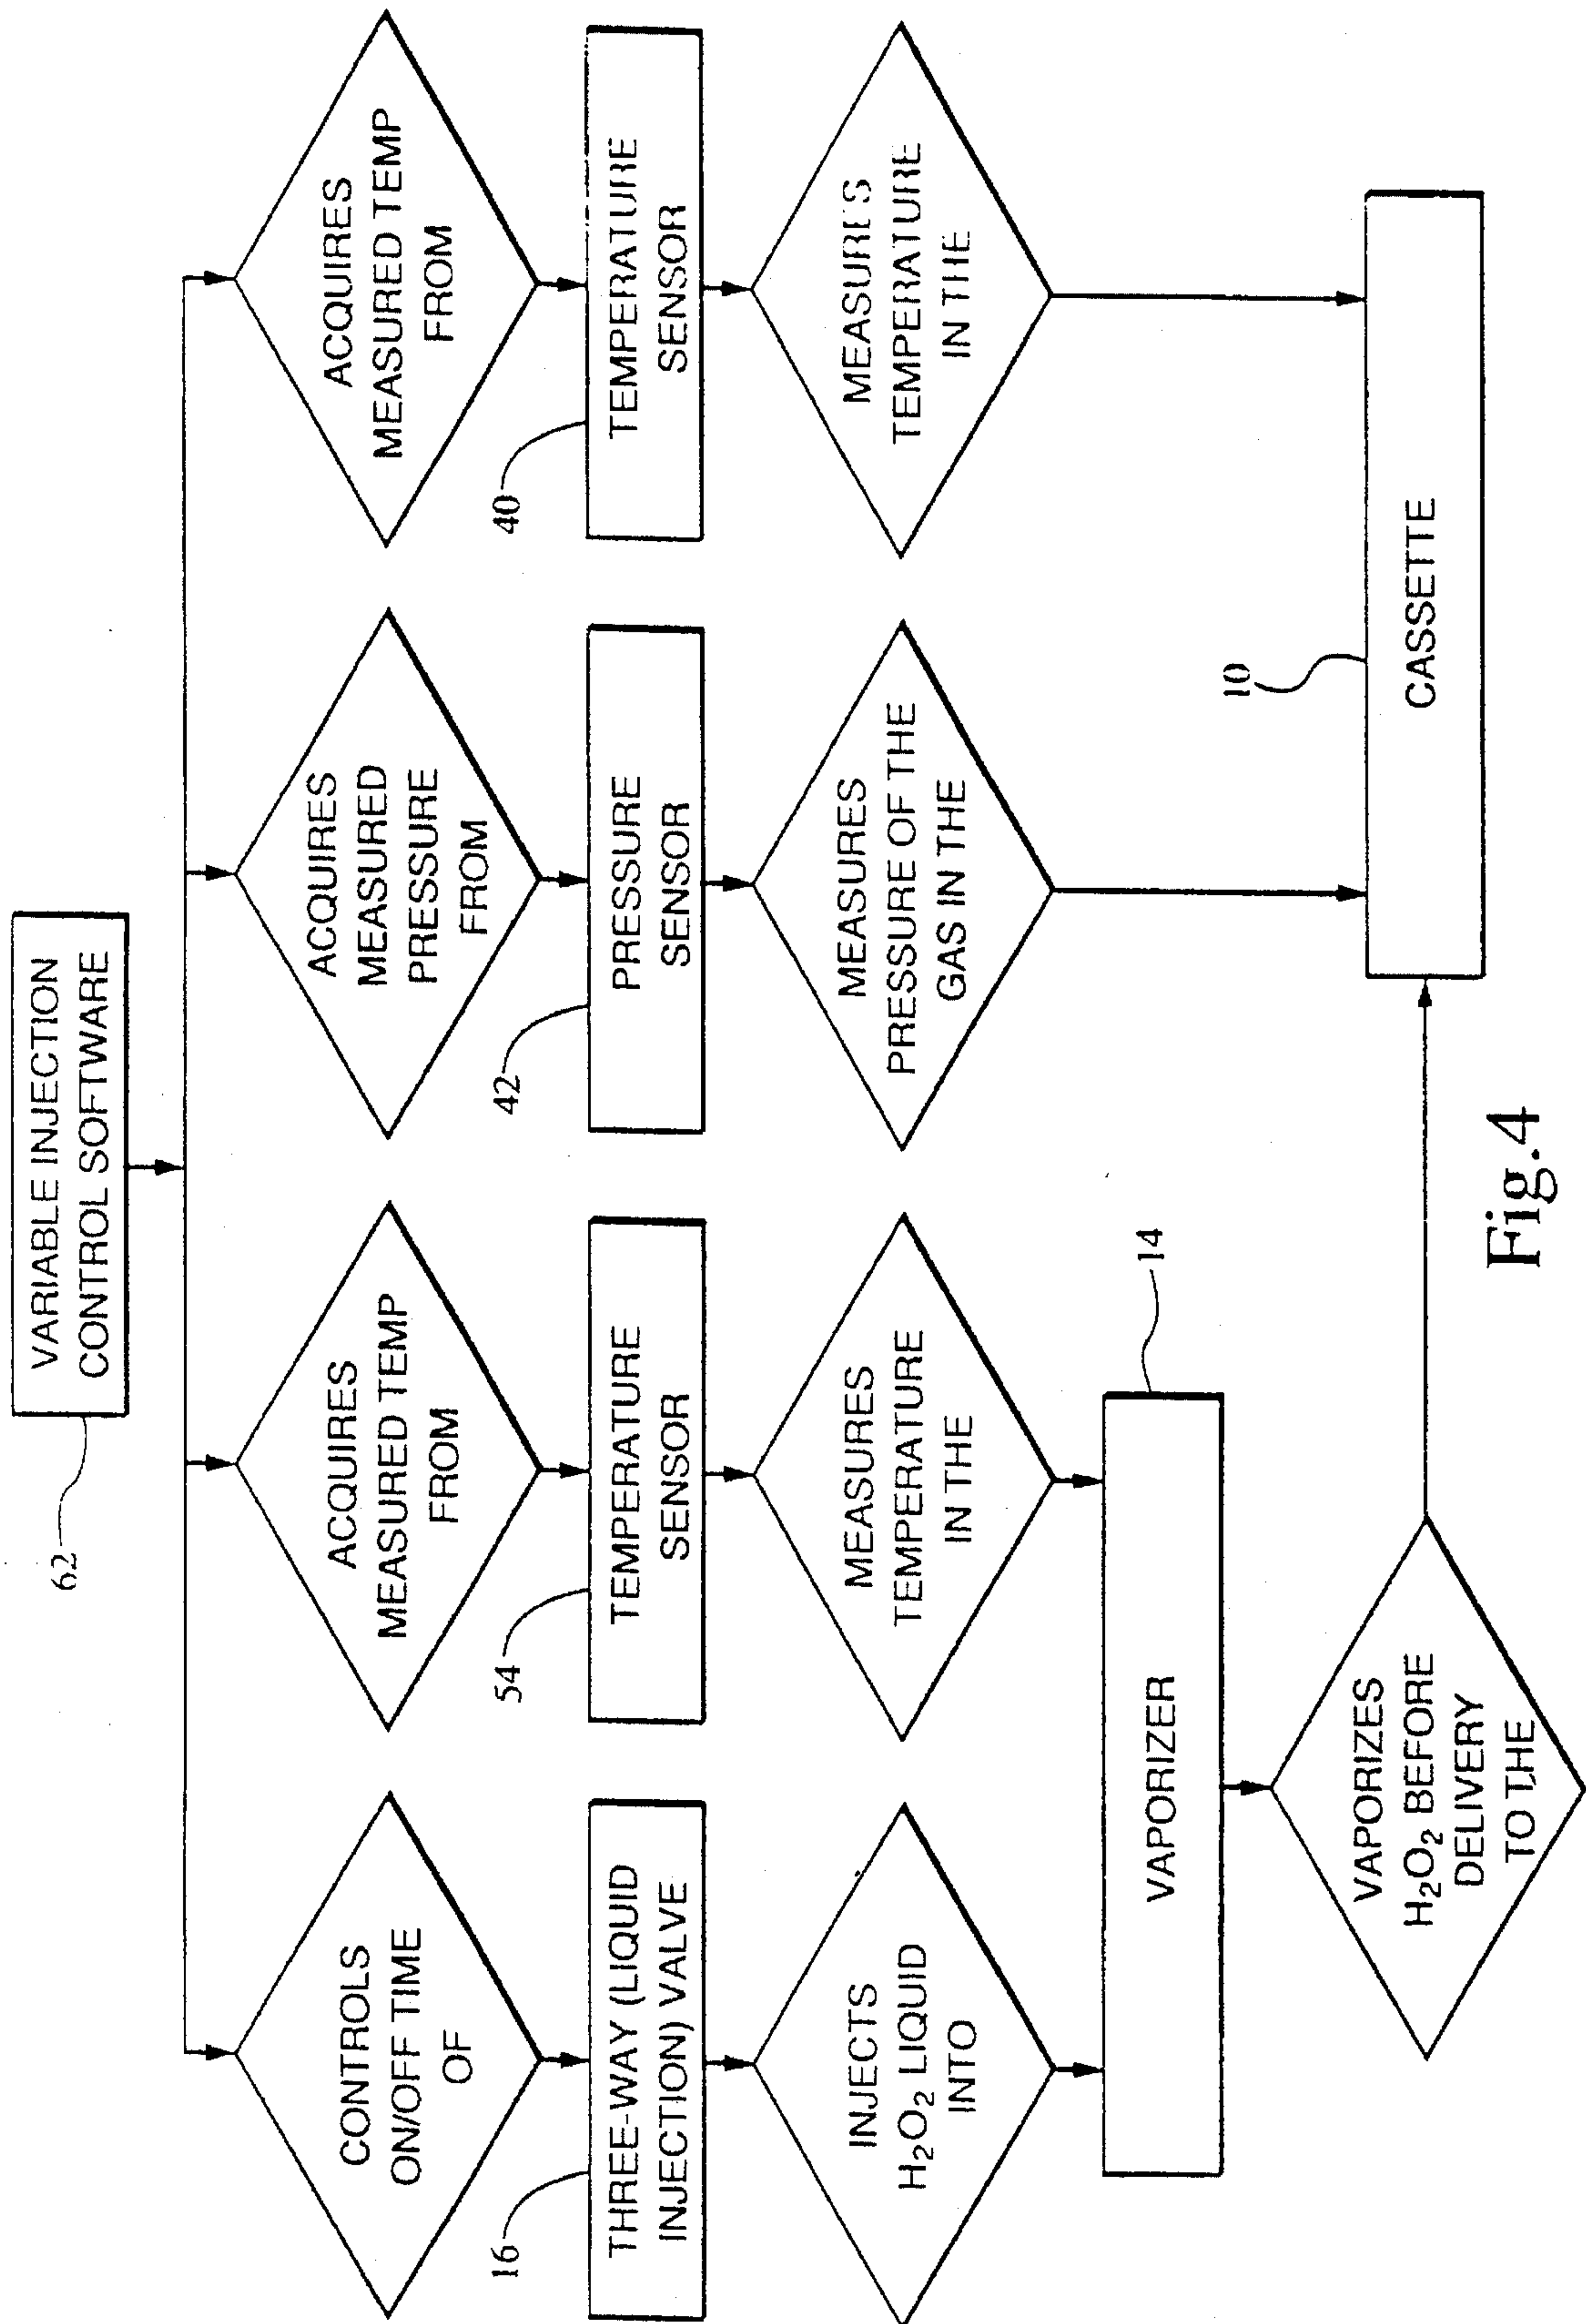 VARIABLE INJECTION
CONTROL SOFTWARE
62
CONTROLS
ON/OFF TIME
OF
ACQUIRES
MEASURED TEMP
FROM
ACQUIRES
MEASURED
PRESSURE
FROM
ACQUIRES
MEASURED TEMP
FROM
16
THREE-WAY (LIQUID
INJECTION) VALVE
54
TEMPERATURE
SENSOR
42
PRESSURE
SENSOR
40
TEMPERATURE
SENSOR
INJECTS
H₂O₂ LIQUID
INTO
MEASURES
TEMPERATURE
IN THE
MEASURES
PRESSURE OF THE
GAS IN THE
MEASURES
TEMPERATURE
IN THE
14
VAPORIZER
10
CASSETTE
VAPORIZES
H₂O₂ BEFORE
DELIVERY
TO THE
Fig.4